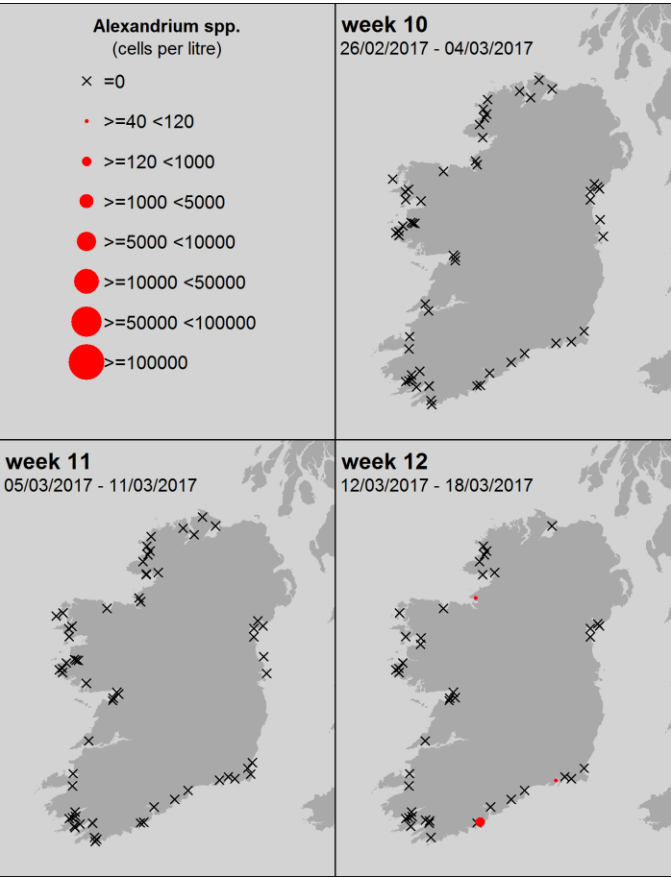 Alexandrium spp.
(cells per litre)
=0
>=40 <120
>=120 <1000
>=1000 <5000
>=5000 <10000
>=10000 <50000
>=50000 <100000
>=100000
week 10
26/02/2017 - 04/03/2017
week 11
05/03/2017 - 11/03/2017
week 12
12/03/2017 - 18/03/2017